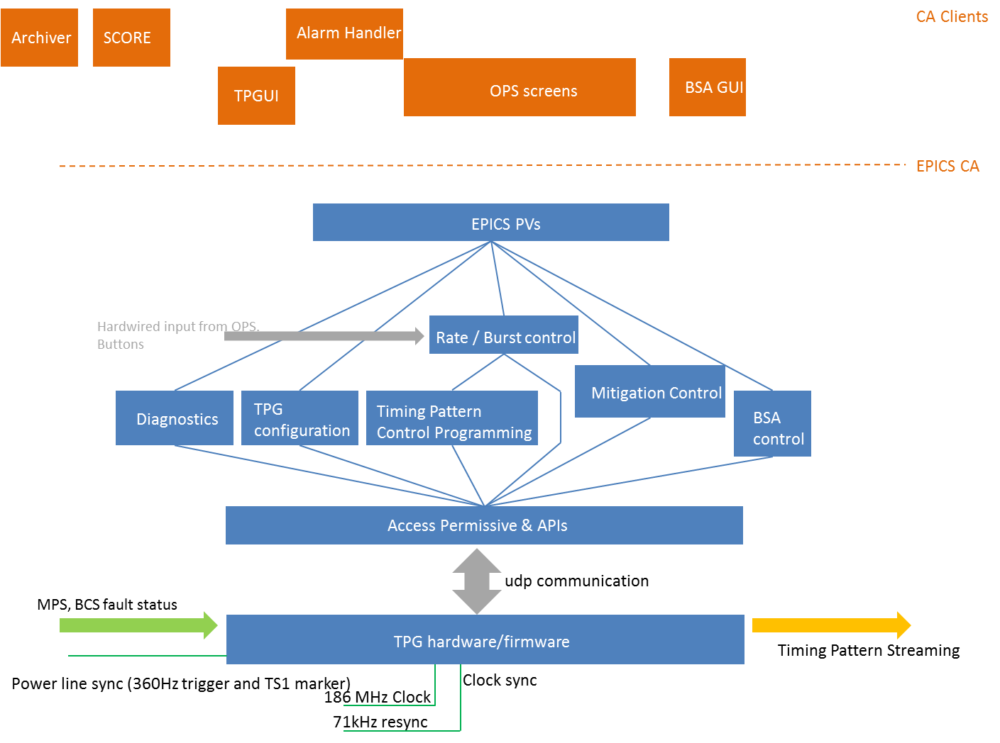 CA Clients
Archiver
SCORE
Alarm Handler
TPGUI
OPS screens
BSA GUI
EPICS CA
EPICS PVs
Hardwired input from OPS.
Buttons
Rate / Burst control
Mitigation Control
Diagnostics
TPG
configuration
Timing Pattern
Control Programming
BSA
control
Access Permissive & APIs
udp communication
MPS, BCS fault status
TPG hardware/firmware
Timing Pattern Streaming
Power line sync (360Hz trigger and TS1 marker)
Clock sync
186 MHz Clock
71kHz resync